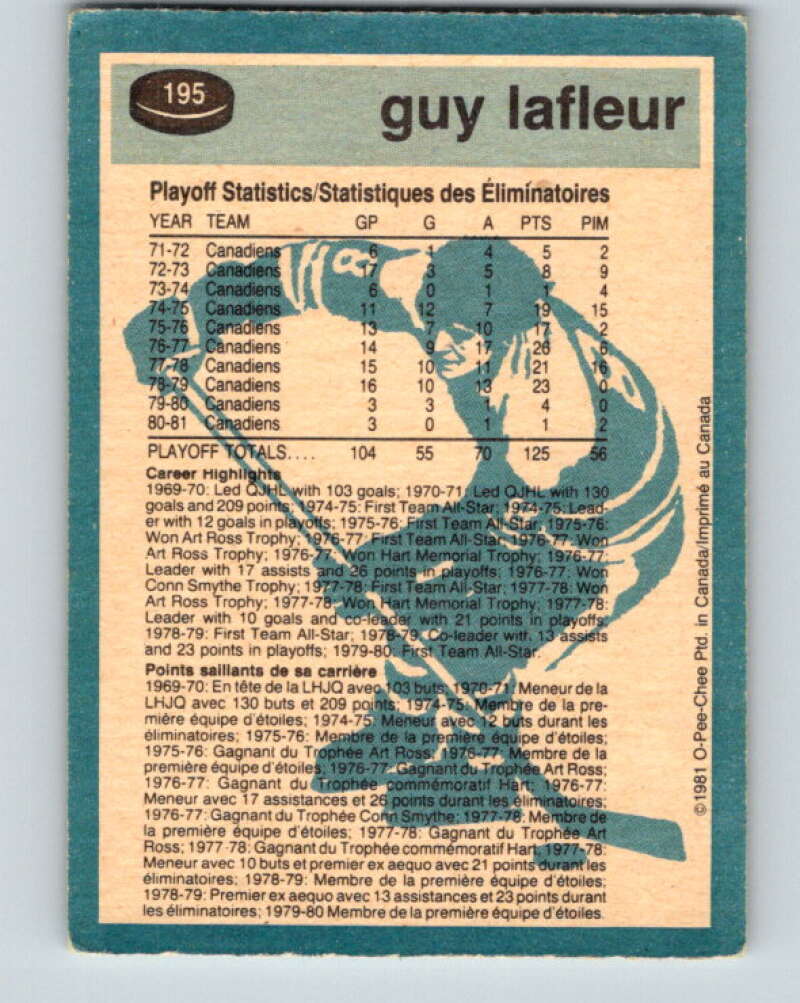 195
guy lafleur
Playoff Statistics/Statistiques des Éliminatoires
YEAR TEAM GP G A PTS PIM
71-72 Canadiens 6 1 4 5 2
72-73 Canadiens 17 3 5 8 9
73-74 Canadiens 6 0 1 1 4
74-75 Canadiens 11 12 7 19 15
75-76 Canadiens 13 7 10 17 2
76-77 Canadiens 14 9 17 26 6
77-78 Canadiens 15 10 11 21 16
78-79 Canadiens 16 10 13 23 0
79-80 Canadiens 3 3 1 4 0
80-81 Canadiens 3 0 1 1 2
PLAYOFF TOTALS.... 104 55 70 125 56
Career Highlights
1969-70: Led QJHL with 103 goals; 1970-71: Led QJHL with 130
goals and 209 points; 1974-75: First Team All-Star; 1974-75: Lead-
er with 12 goals in playoffs; 1975-76: First Team All-Star; 1975-76:
Won Art Ross Trophy; 1976-77: First Team All-Star; 1976-77: Won
Art Ross Trophy; 1976-77: Won Hart Memorial Trophy; 1976-77:
Leader with 17 assists and 26 points in playoffs; 1976-77: Won
Conn Smythe Trophy; 1977-78: First Team All-Star; 1977-78: Won
Art Ross Trophy; 1977-78: Won Hart Memorial Trophy; 1977-78:
Leader with 10 goals and co-leader with 21 points in playoffs;
1978-79: First Team All-Star; 1978-79: Co-leader with 13 assists
and 23 points in playoffs; 1979-80: First Team All-Star.
Points saillants de sa carrière
1969-70: En tête de la LHJQ avec 103 buts; 1970-71: Meneur de la
LHJQ avec 130 buts et 209 points; 1974-75: Membre de la pre-
mière équipe d'étoiles; 1974-75: Meneur avec 12 buts durant les
éliminatoires; 1975-76: Membre de la première équipe d'étoiles;
1975-76: Gagnant du Trophée Art Ross; 1976-77: Membre de la
première équipe d'étoiles; 1976-77: Gagnant du Trophée Art Ross;
1976-77: Gagnant du Trophée commémoratif Hart; 1976-77:
Meneur avec 17 assistances et 26 points durant les éliminatoires;
1976-77: Gagnant du Trophée Conn Smythe; 1977-78: Membre de
la première équipe d'étoiles; 1977-78: Gagnant du Trophée Art
Ross; 1977-78: Gagnant du Trophée commémoratif Hart; 1977-78:
Meneur avec 10 buts et premier ex aequo avec 21 points durant les
éliminatoires; 1978-79: Membre de la première équipe d'étoiles;
1978-79: Premier ex aequo avec 13 assistances et 23 points durant
les éliminatoires; 1979-80 Membre de la première équipe d'étoiles.
©1981 O-Pee-Chee Ptd. in Canada/Imprimé au Canada